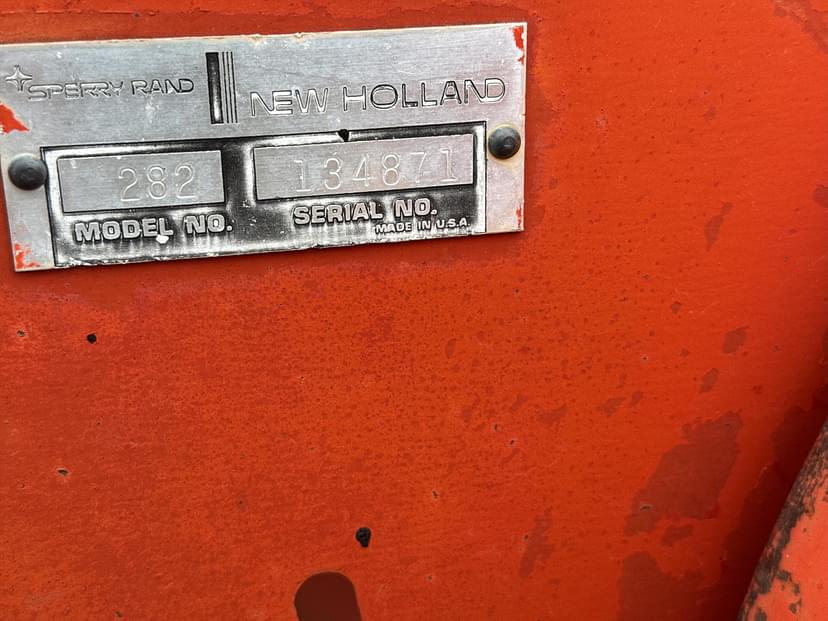 SPERRY RAND NEW HOLLAND
282 134871
MODEL NO. SERIAL NO.
MADE IN U.S.A.